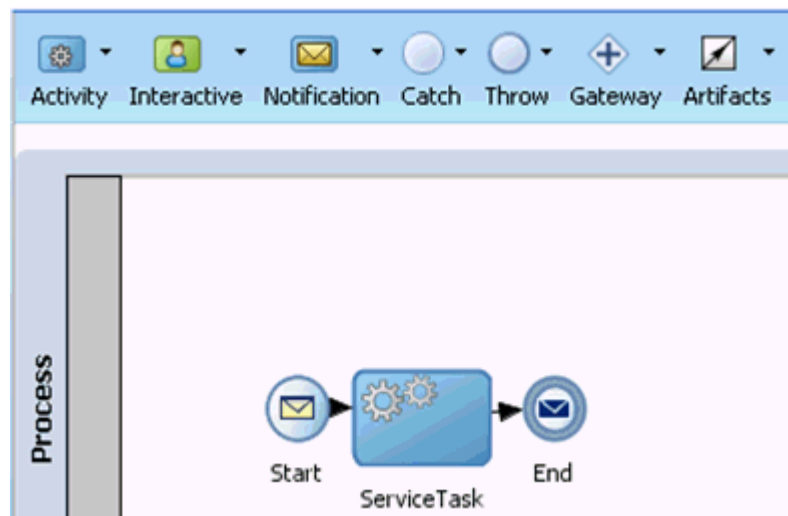 Activity Interactive Notification Catch Throw Gateway Artifacts
Process
Start
End
ServiceTask